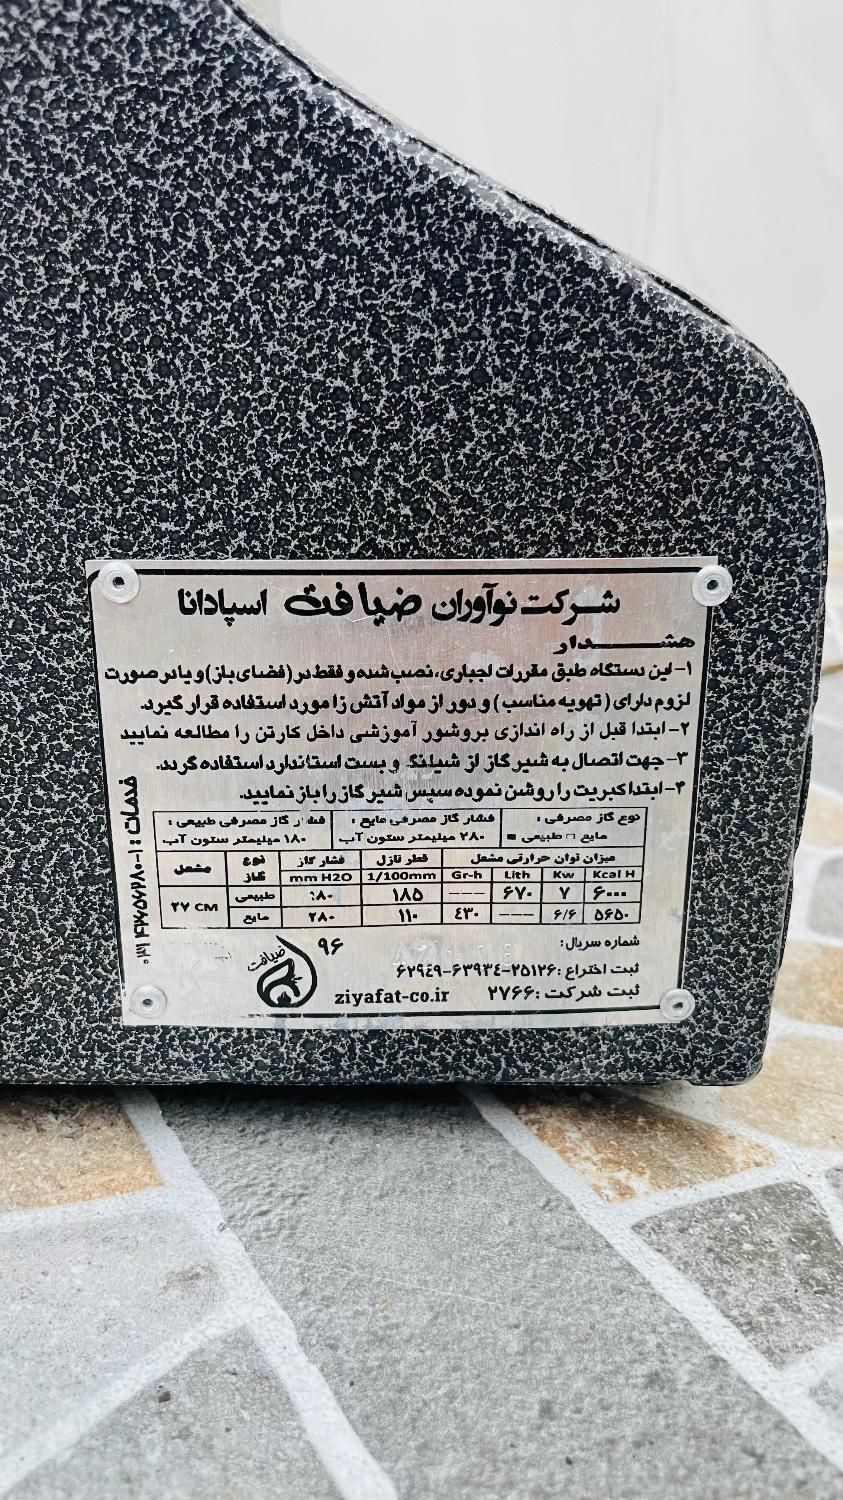 شرکت نوآوران ضیافت اسپادانا
هشدار
۱- این دستگاه طبق مقررات اجباری، نصب شده و فقط در (فضای باز) و یا در صورت
لزوم دارای (تهویه مناسب) و دور از مواد آتش زا مورد استفاده قرار گیرد.
۲- ابتدا قبل از راه اندازی بروشور آموزشی داخل کارتن را مطالعه نمایید
۳- جهت اتصال به شیر گاز از شیلنگ و بست استاندارد استفاده گردد.
۴- ابتدا کبریت را روشن نموده سپس شیر گاز را باز نمایید.
نوع گاز مصرفی : فشار گاز مصرفی مایع : فشار گاز مصرفی طبیعی :
مایع □ طبیعی ■ ۲۸۰ میلیمتر ستون آب ۱۸۰ میلیمتر ستون آب
میزان توان حرارتی مشعل قطر نازل فشار گاز نوع گاز مشعل
Kcal H Kw Lith Gr-h 1/100mm mm H2O
۶۰۰۰ ۷ ۶۷۰ --- ۱۸۵ ۱۸۰ طبیعی ۲۷ CM
۵۶۵۰ ۶/۶ --- ۴۳۰ ۱۱۰ ۲۸۰ مایع
شماره سریال: ۹۶
ثبت اختراع :۲۵۱۲۶-۶۳۹۳۴-۶۲۹۴۹
ثبت شرکت :۲۷۶۶ ziyafat-co.ir
ضیافت
خدمات :